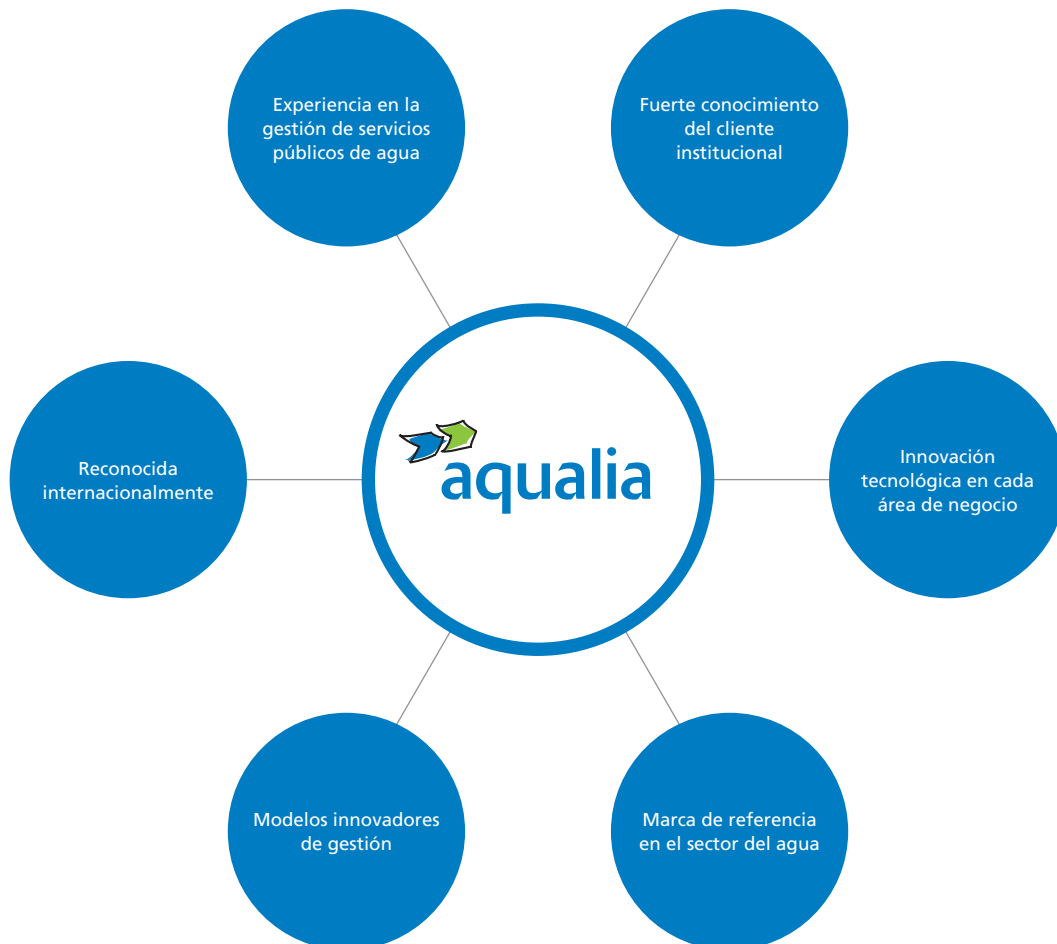 Experiencia en la
gestión de servicios
públicos de agua
Fuerte conocimiento
del cliente
institucional
Reconocida
internacionalmente
aqualia
Innovación
tecnológica en cada
área de negocio
Modelos innovadores
de gestión
Marca de referencia
en el sector del agua